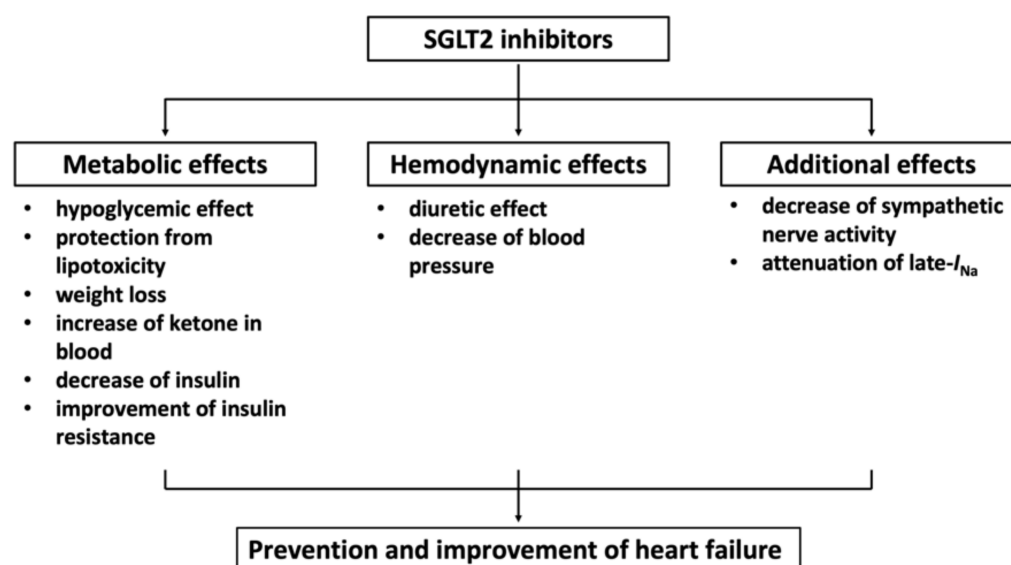 SGLT2 inhibitors
Metabolic effects
• hypoglycemic effect
• protection from
lipotoxicity
• weight loss
• increase of ketone in
blood
• decrease of insulin
• improvement of insulin
resistance
Hemodynamic effects
• diuretic effect
• decrease of blood
pressure
Additional effects
• decrease of sympathetic
nerve activity
• attenuation of late-INa
Prevention and improvement of heart failure